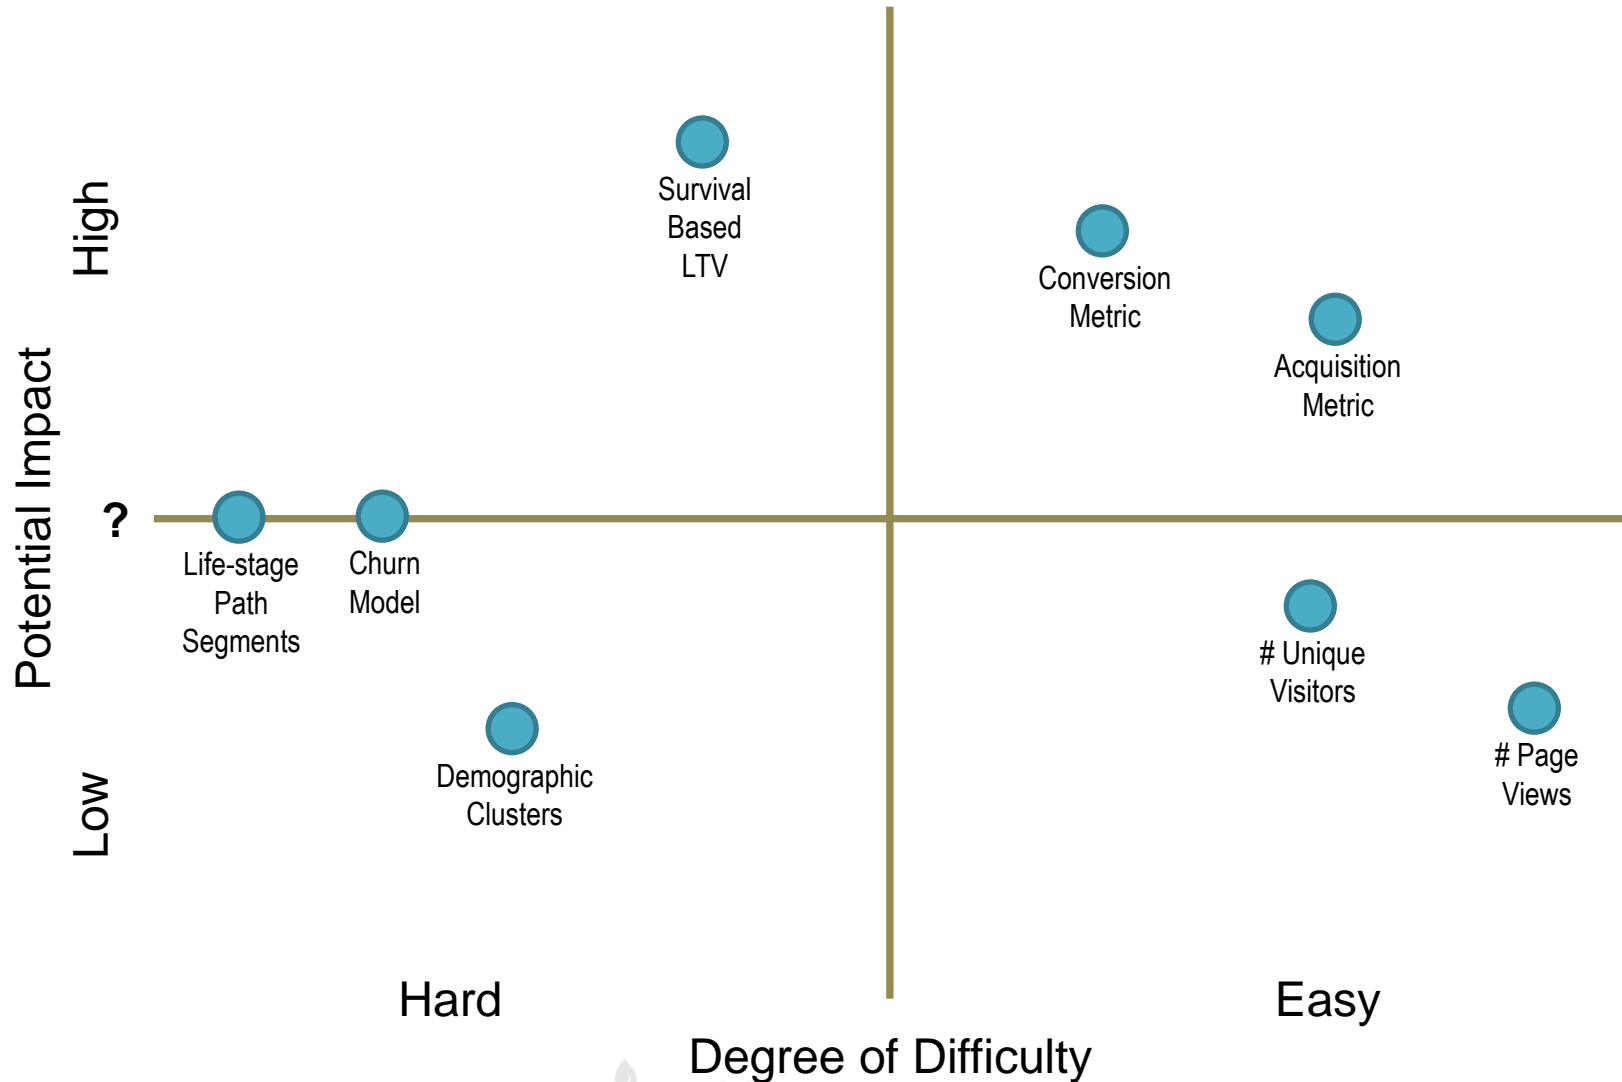 High
Survival
Based
LTV
Conversion
Metric
Acquisition
Metric
Potential Impact
?
Life-stage
Path
Segments
Churn
Model
# Unique
Visitors
# Page
Views
Demographic
Clusters
Low
Hard
Easy
Degree of Difficulty